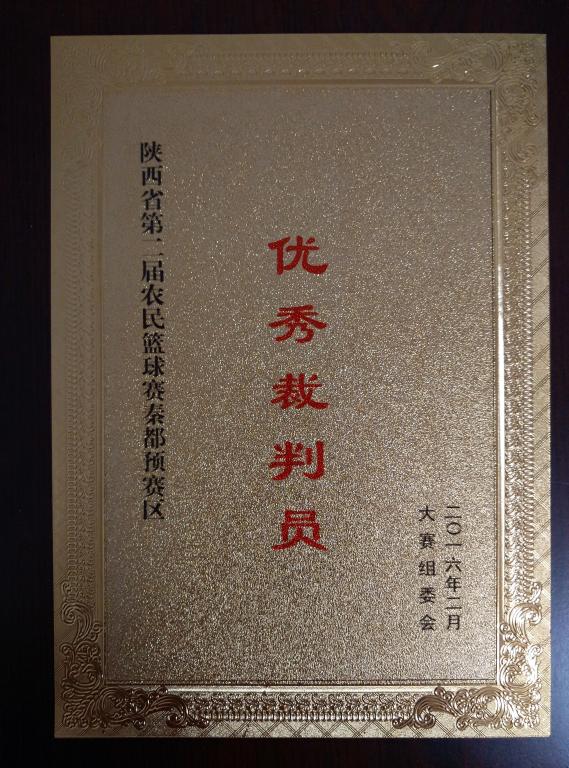 陕西省第二届农民篮球赛秦都预赛区
优秀裁判员
大赛组委会
二〇一六年二月